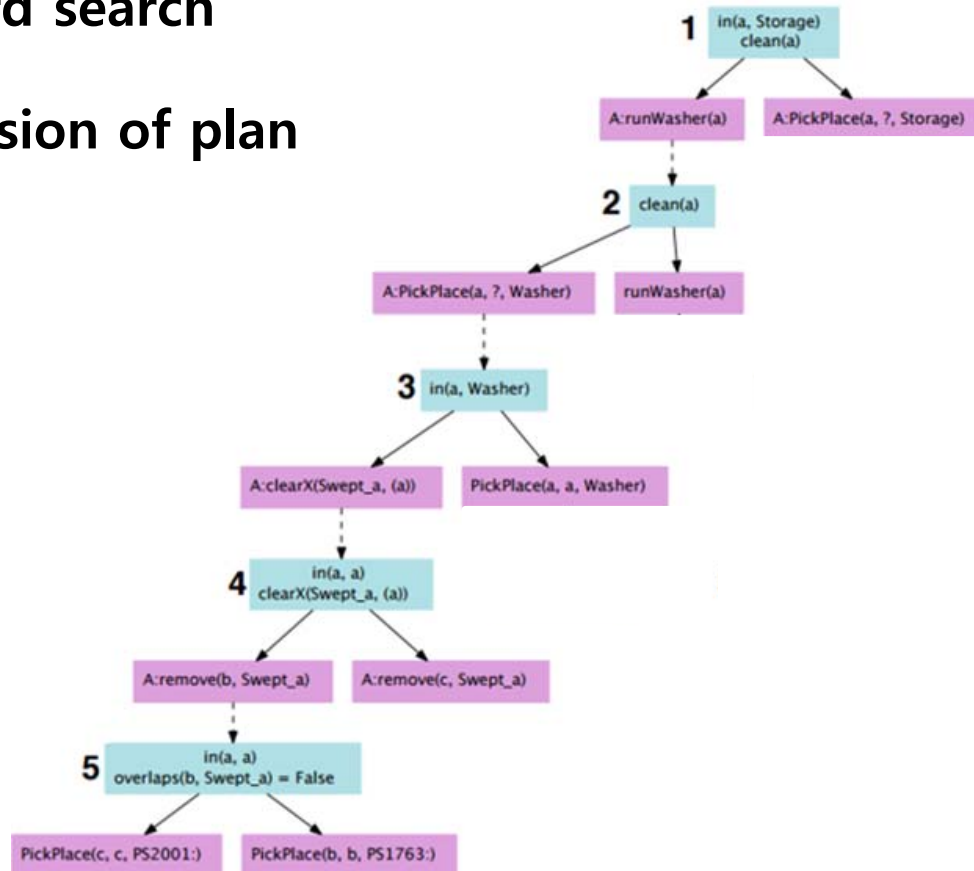 rd search
sion of plan
1
in(a, Storage)
clean(a)
A:runWasher(a)
A:PickPlace(a, ?, Storage)
2
clean(a)
A:PickPlace(a, ?, Washer)
runWasher(a)
3
in(a, Washer)
A:clearX(Swept_a, (a))
PickPlace(a, a, Washer)
4
in(a, a)
clearX(Swept_a, (a))
A:remove(b, Swept_a)
A:remove(c, Swept_a)
5
in(a, a)
overlaps(b, Swept_a) = False
PickPlace(c, c, PS2001:)
PickPlace(b, b, PS1763:)